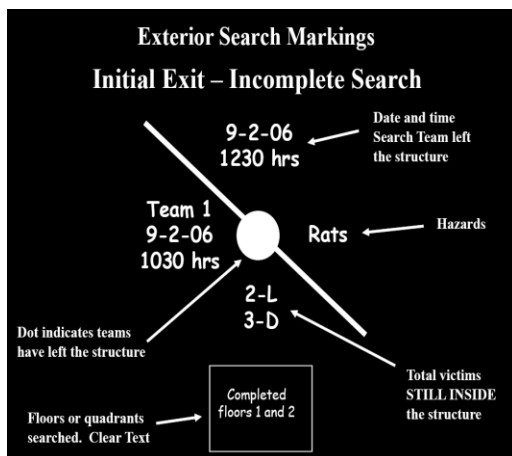 Exterior Search Markings
Initial Exit – Incomplete Search
9-2-06
1230 hrs
Date and time
Search Team left
the structure
Team 1
9-2-06
1030 hrs
Rats
Hazards
2-L
3-D
Dot indicates teams
have left the structure
Total victims
STILL INSIDE
the structure
Completed
floors 1 and 2
Floors or quadrants
searched. Clear Text